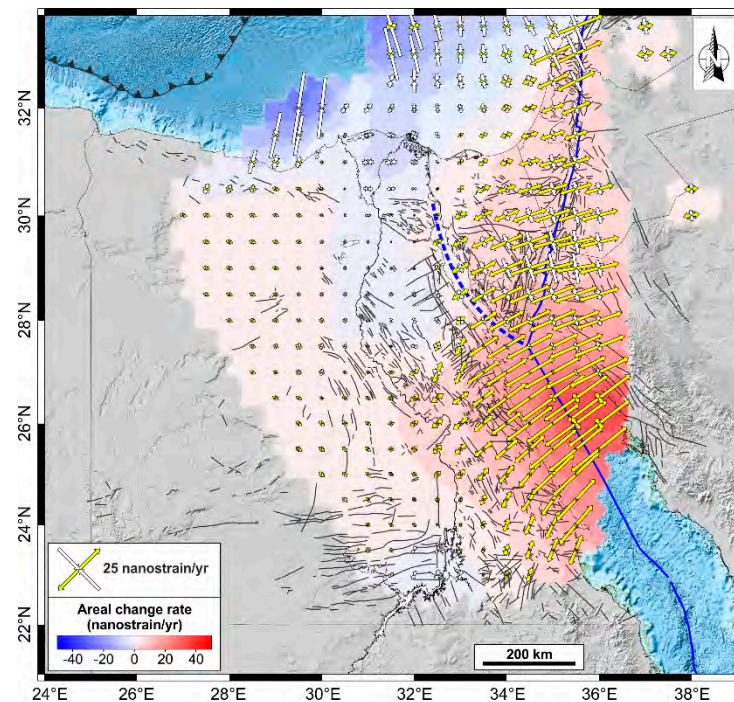 32°N
30°N
28°N
26°N
24°N
22°N
25 nanostrain/yr
Areal change rate
(nanostrain/yr)
-40 -20 0 20 40
200 km
24°E 26°E 28°E 30°E 32°E 34°E 36°E 38°E